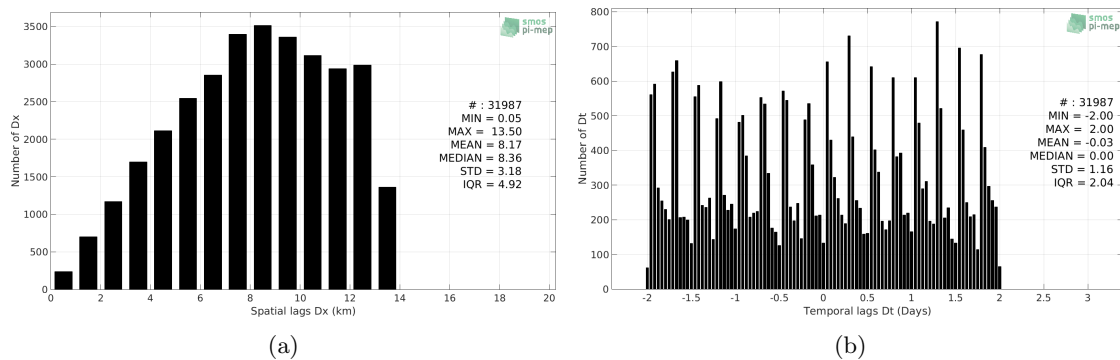 3500
3000
2500
2000
1500
1000
500
0
Number of Dx
smos
pi-mep
# : 31987
MIN = 0.05
MAX = 13.50
MEAN = 8.17
MEDIAN = 8.36
STD = 3.18
IQR = 4.92
0 2 4 6 8 10 12 14 16 18 20
Spatial lags Dx (km)
(a)
800
700
600
500
400
300
200
100
0
Number of Dt
smos
pi-mep
# : 31987
MIN = -2.00
MAX = 2.00
MEAN = -0.03
MEDIAN = 0.00
STD = 1.16
IQR = 2.04
-2 -1.5 -1 -0.5 0 0.5 1 1.5 2 2.5 3
Temporal lags Dt (Days)
(b)